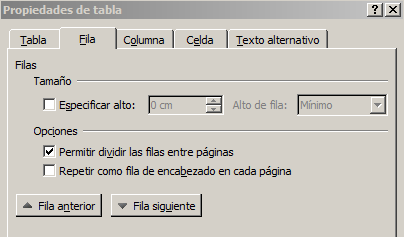 Propiedades de tabla
Tabla Fila Columna Celda Texto alternativo
Filas
Tamaño
Especificar alto: 0 cm Alto de fila: Mínimo
Opciones
Permitir dividir las filas entre páginas
Repetir como fila de encabezado en cada página
Fila anterior Fila siguiente